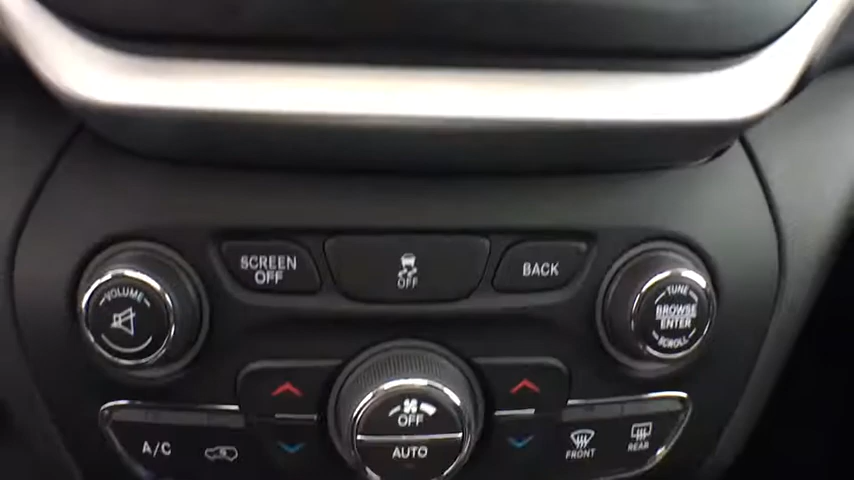 SCREEN
OFF
OFF
BACK
VOLUME
TUNE
BROWSE
ENTER
SCROLL
OFF
AUTO
A/C
FRONT
REAR